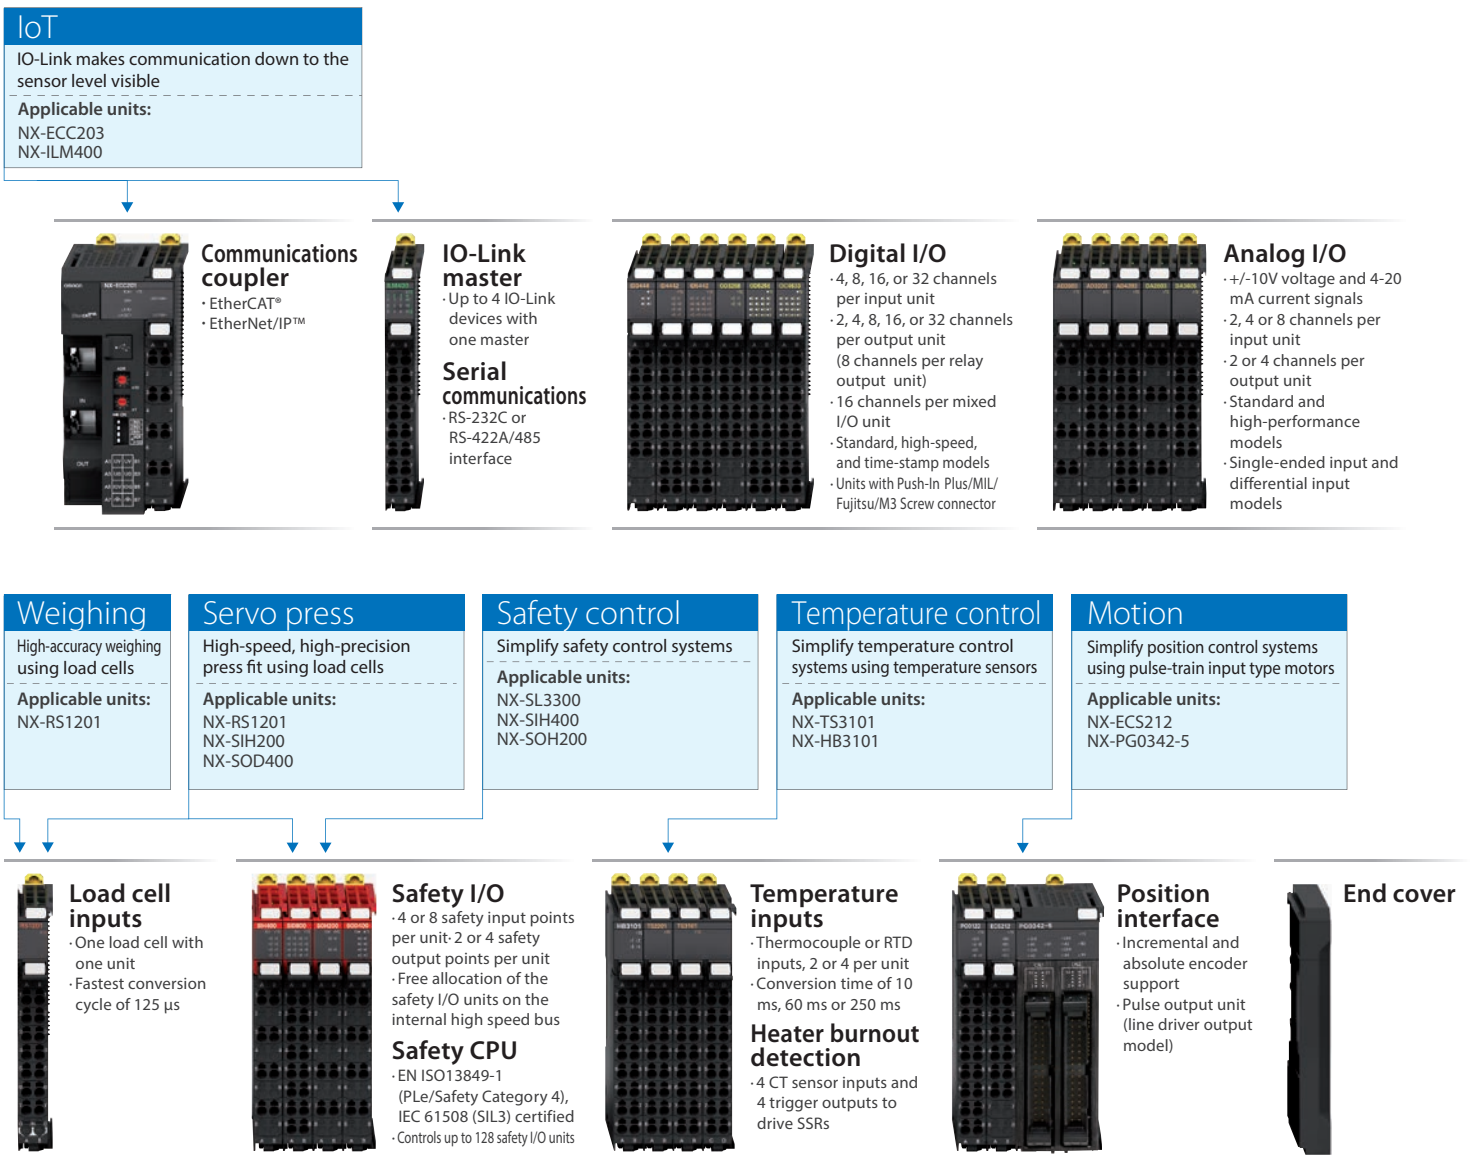 IoT
IO-Link makes communication down to the
sensor level visible
Applicable units:
NX-ECC203
NX-ILM400
Communications
coupler
· EtherCAT®
· EtherNet/IP™
IO-Link
master
· Up to 4 IO-Link
devices with
one master
Serial
communications
· RS-232C or
RS-422A/485
interface
Digital I/O
· 4, 8, 16, or 32 channels
per input unit
· 2, 4, 8, 16, or 32 channels
per output unit
(8 channels per relay
output unit)
· 16 channels per mixed
I/O unit
· Standard, high-speed,
and time-stamp models
· Units with Push-In Plus/MIL/
Fujitsu/M3 Screw connector
Analog I/O
· +/-10V voltage and 4-20
mA current signals
· 2, 4 or 8 channels per
input unit
· 2 or 4 channels per
output unit
· Standard and
high-performance
models
· Single-ended input and
differential input
models
Weighing
High-accuracy weighing
using load cells
Applicable units:
NX-RS1201
Servo press
High-speed, high-precision
press fit using load cells
Applicable units:
NX-RS1201
NX-SIH200
NX-SOD400
Safety control
Simplify safety control systems
Applicable units:
NX-SL3300
NX-SIH400
NX-SOH200
Temperature control
Simplify temperature control
systems using temperature sensors
Applicable units:
NX-TS3101
NX-HB3101
Motion
Simplify position control systems
using pulse-train input type motors
Applicable units:
NX-ECS212
NX-PG0342-5
Load cell
inputs
· One load cell with
one unit
· Fastest conversion
cycle of 125 µs
Safety I/O
· 4 or 8 safety input points
per unit· 2 or 4 safety
output points per unit
· Free allocation of the
safety I/O units on the
internal high speed bus
Safety CPU
· EN ISO13849-1
(PLe/Safety Category 4),
IEC 61508 (SIL3) certified
· Controls up to 128 safety I/O units
Temperature
inputs
· Thermocouple or RTD
inputs, 2 or 4 per unit
· Conversion time of 10
ms, 60 ms or 250 ms
Heater burnout
detection
· 4 CT sensor inputs and
4 trigger outputs to
drive SSRs
Position
interface
· Incremental and
absolute encoder
support
· Pulse output unit
(line driver output
model)
End cover